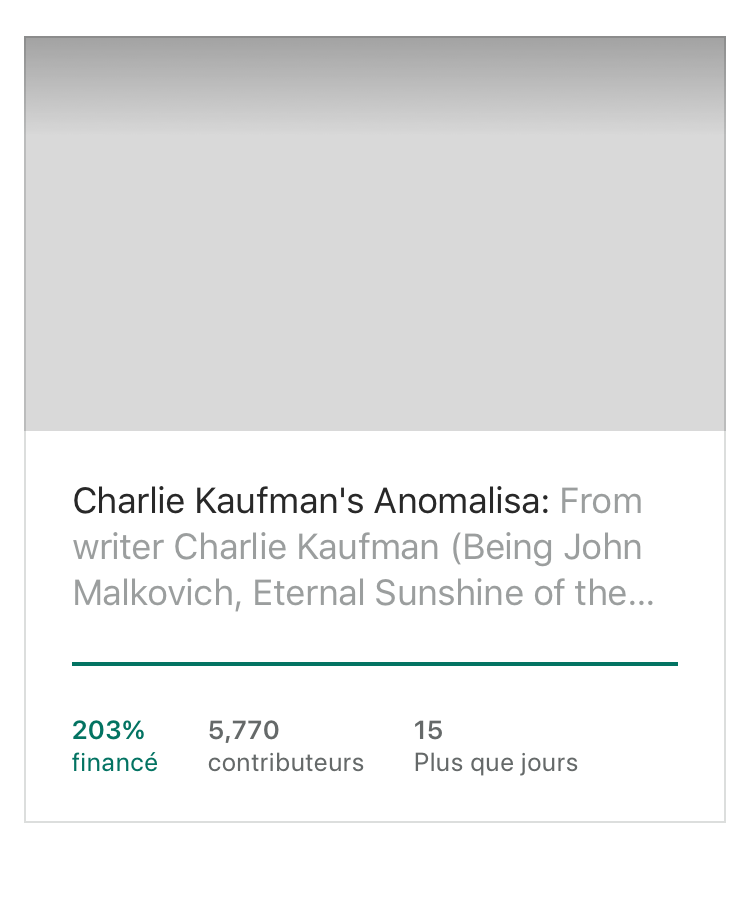 Charlie Kaufman's Anomalisa: From
writer Charlie Kaufman (Being John
Malkovich, Eternal Sunshine of the...
203% 5,770 15
financé contributeurs Plus que jours